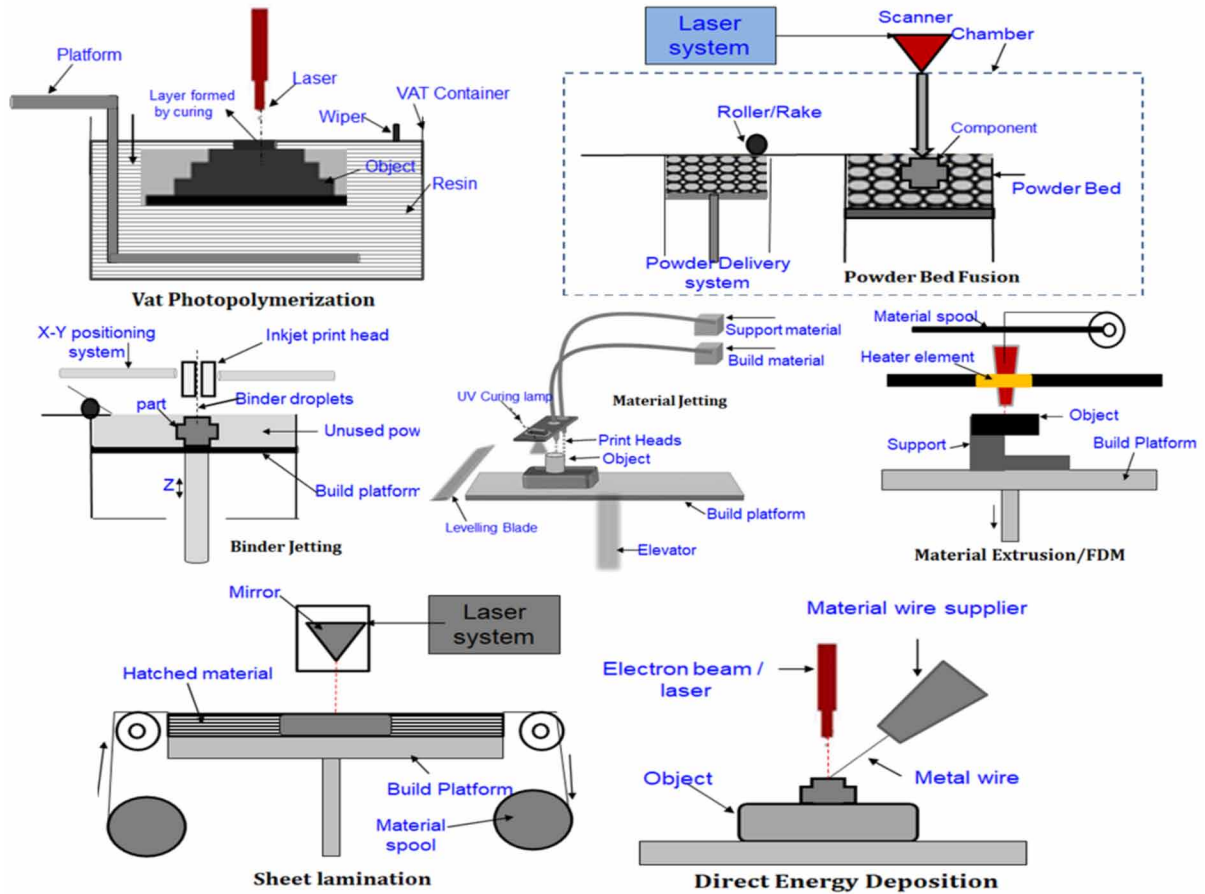 Platform
Laser
Layer formed
by curing
VAT Container
Wiper
Object
Resin
Vat Photopolymerization
Laser
system
Scanner
Chamber
Roller/Rake
Component
Powder Bed
Powder Delivery
system
Powder Bed Fusion
X-Y positioning
system
Inkjet print head
Binder droplets
part
Unused pow
Z
Build platform
Binder Jetting
Support material
Build material
UV Curing lamp
Material Jetting
Print Heads
Object
Build platform
Levelling Blade
Elevator
Material spool
Heater element
Object
Support
Build Platform
Material Extrusion/FDM
Mirror
Laser
system
Hatched material
Build Platform
Material
spool
Sheet lamination
Material wire supplier
Electron beam /
laser
Object
Metal wire
Direct Energy Deposition